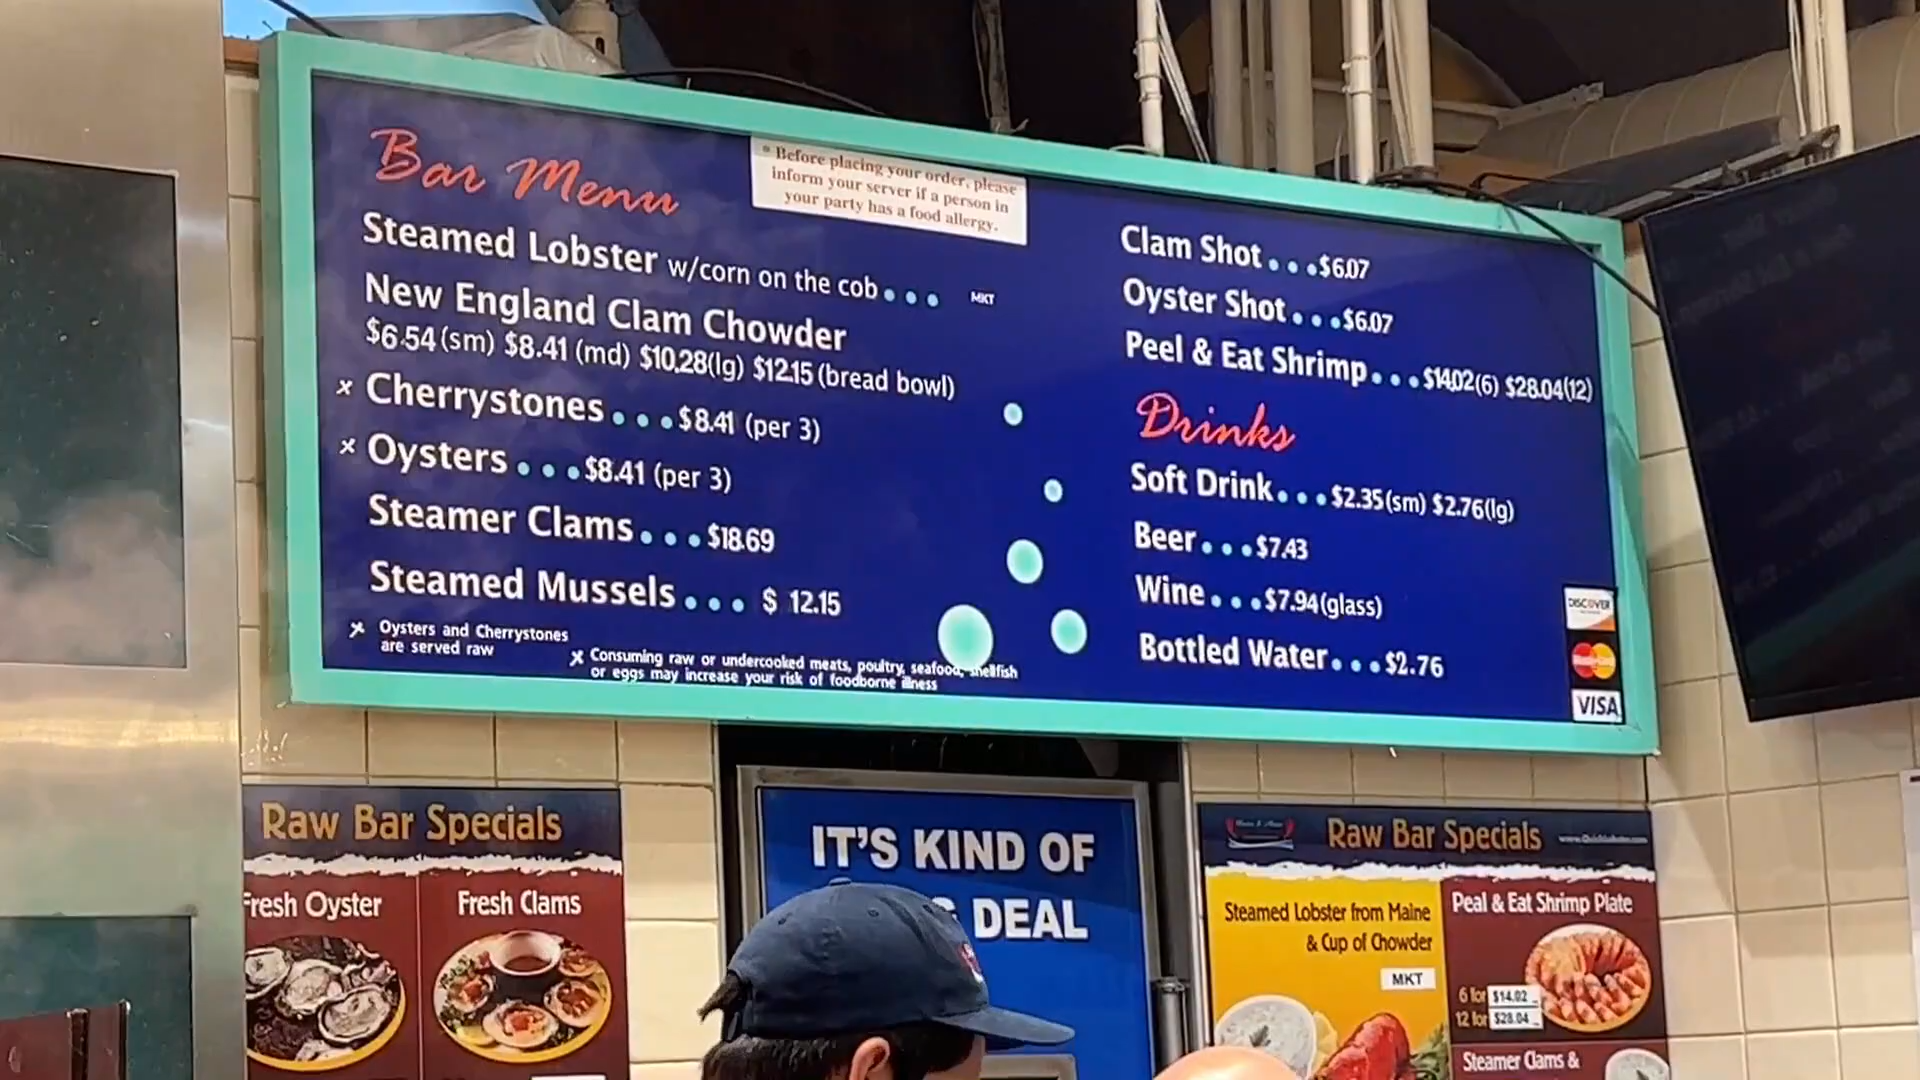 Bar Menu
* Before placing your order, please
inform your server if a person in
your party has a food allergy.
Steamed Lobster w/corn on the cob... MKT
New England Clam Chowder
$6.54 (sm) $8.41 (md) $10.28 (lg) $12.15 (bread bowl)
x Cherrystones...$8.41 (per 3)
x Oysters...$8.41 (per 3)
Steamer Clams...$18.69
Steamed Mussels... $ 12.15
x Oysters and Cherrystones
are served raw
x Consuming raw or undercooked meats, poultry, seafood, shellfish
or eggs may increase your risk of foodborne illness
Clam Shot...$6.07
Oyster Shot...$6.07
Peel & Eat Shrimp...$14.02(6) $28.04(12)
Drinks
Soft Drink...$2.35(sm) $2.76(lg)
Beer...$7.43
Wine...$7.94(glass)
Bottled Water...$2.76
DISCOVER
MasterCard
VISA
Raw Bar Specials
Fresh Oyster
Fresh Clams
IT'S KIND OF
DEAL
Raw Bar Specials
Steamed Lobster from Maine
& Cup of Chowder
MKT
Peal & Eat Shrimp Plate
6 for $14.02
12 for $28.04
Steamer Clams &